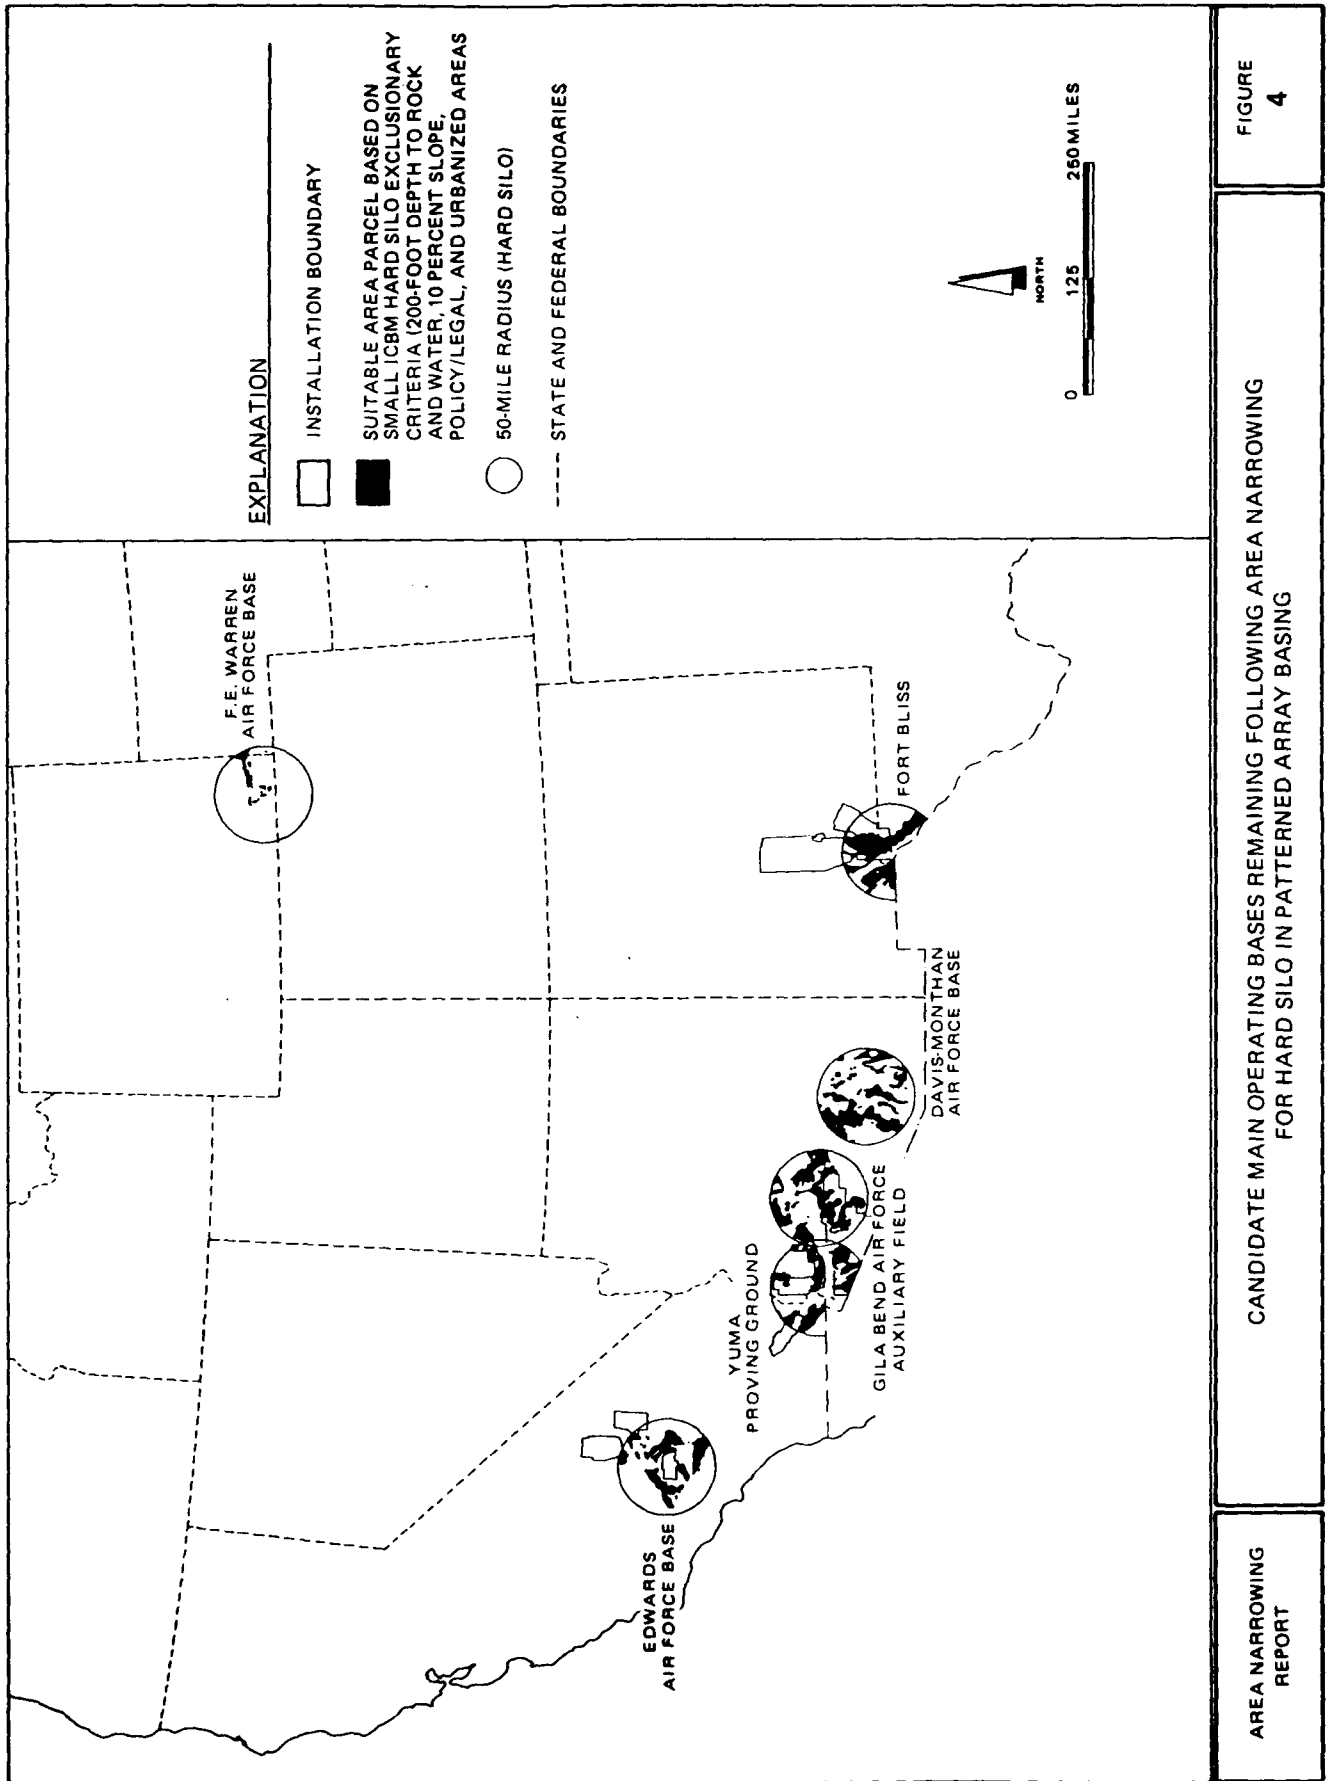 EXPLANATION
INSTALLATION BOUNDARY
SUITABLE AREA PARCEL BASED ON
SMALL ICBM HARD SILO EXCLUSIONARY
CRITERIA (200-FOOT DEPTH TO ROCK
AND WATER, 10 PERCENT SLOPE,
POLICY/LEGAL, AND URBANIZED AREAS
50-MILE RADIUS (HARD SILO)
STATE AND FEDERAL BOUNDARIES
NORTH
0 125 250 MILES
F.E. WARREN
AIR FORCE BASE
EDWARDS
AIR FORCE BASE
YUMA
PROVING GROUND
GILA BEND AIR FORCE
AUXILIARY FIELD
DAVIS-MONTHAN
AIR FORCE BASE
FORT BLISS
AREA NARROWING
REPORT
CANDIDATE MAIN OPERATING BASES REMAINING FOLLOWING AREA NARROWING
FOR HARD SILO IN PATTERNED ARRAY BASING
FIGURE
4